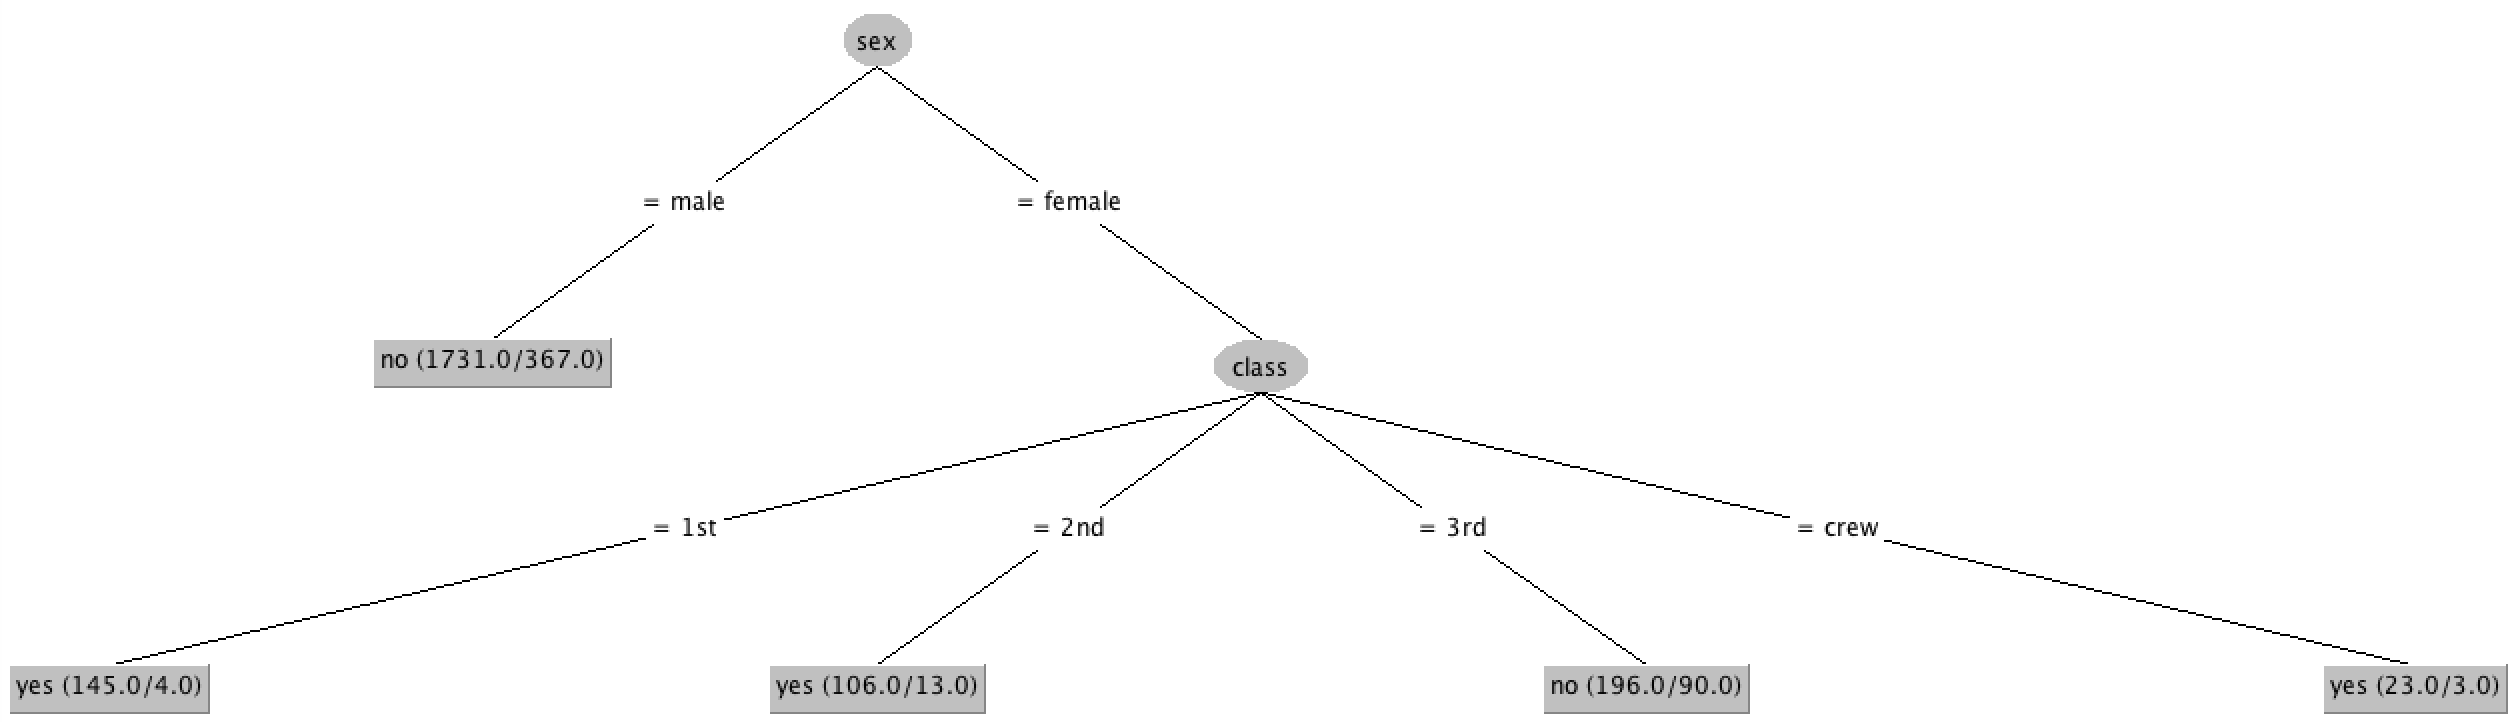 sex
= male
= female
no (1731.0/367.0)
class
= 1st
= 2nd
= 3rd
= crew
yes (145.0/4.0)
yes (106.0/13.0)
no (196.0/90.0)
yes (23.0/3.0)